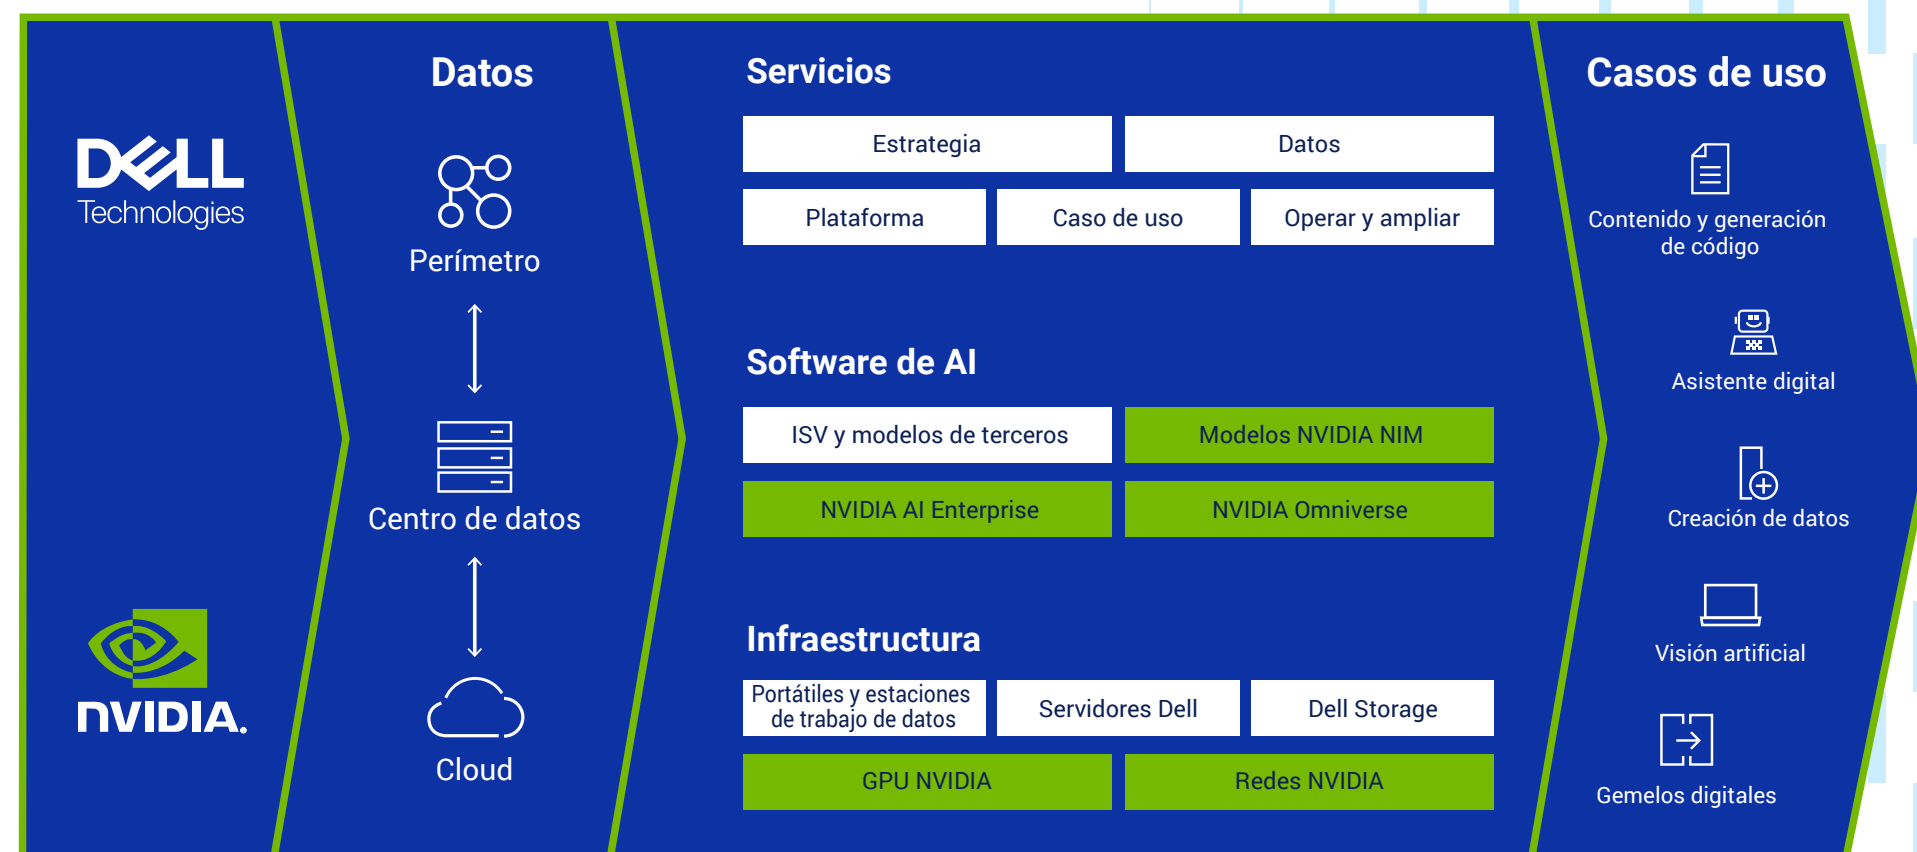 DELL
Technologies
NVIDIA.
Datos
Perímetro
Centro de datos
Cloud
Servicios
Estrategia
Datos
Plataforma
Caso de uso
Operar y ampliar
Software de AI
ISV y modelos de terceros
Modelos NVIDIA NIM
NVIDIA AI Enterprise
NVIDIA Omniverse
Infraestructura
Portátiles y estaciones
de trabajo de datos
Servidores Dell
Dell Storage
GPU NVIDIA
Redes NVIDIA
Casos de uso
Contenido y generación
de código
Asistente digital
Creación de datos
Visión artificial
Gemelos digitales